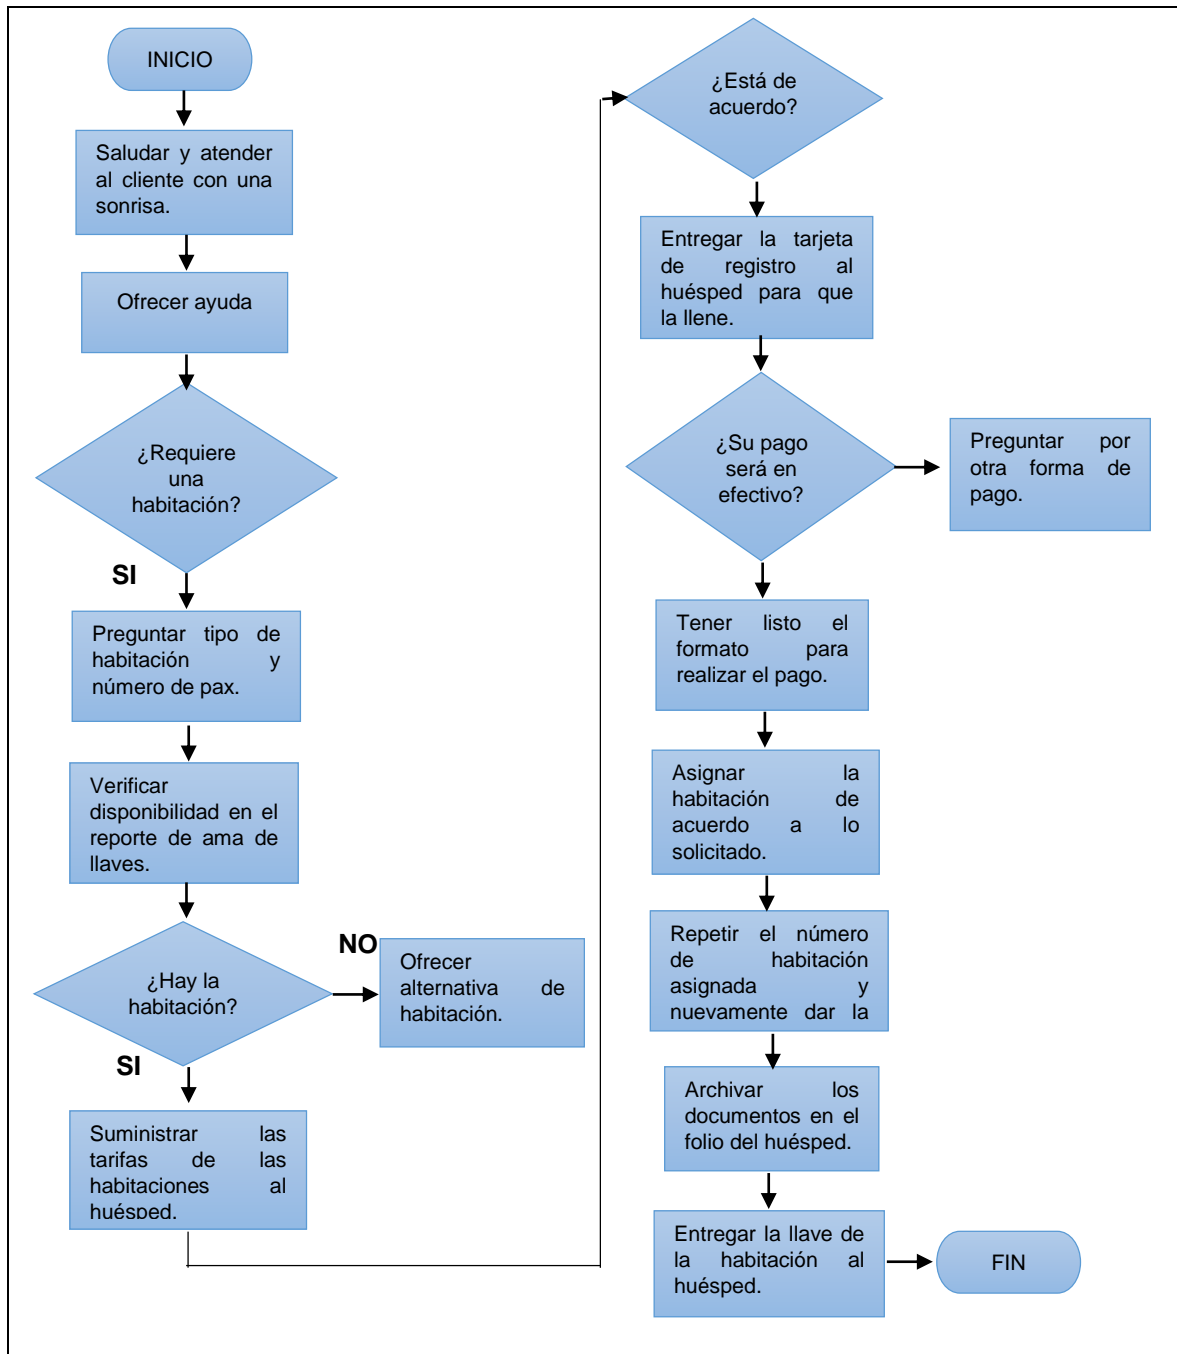 INICIO
Saludar y atender
al cliente con una
sonrisa.
Ofrecer ayuda
¿Requiere
una
habitación?
SI
Preguntar tipo de
habitación y
número de pax.
Verificar
disponibilidad en el
reporte de ama de
llaves.
¿Hay la
habitación?
NO
Ofrecer
alternativa de
habitación.
SI
Suministrar las
tarifas de las
habitaciones al
huésped.
¿Está de
acuerdo?
Entregar la tarjeta
de registro al
huésped para que
la llene.
¿Su pago
será en
efectivo?
Preguntar por
otra forma de
pago.
Tener listo el
formato para
realizar el pago.
Asignar la
habitación de
acuerdo a lo
solicitado.
Repetir el número
de habitación
asignada y
nuevamente dar la
Archivar los
documentos en el
folio del huésped.
Entregar la llave de
la habitación al
huésped.
FIN